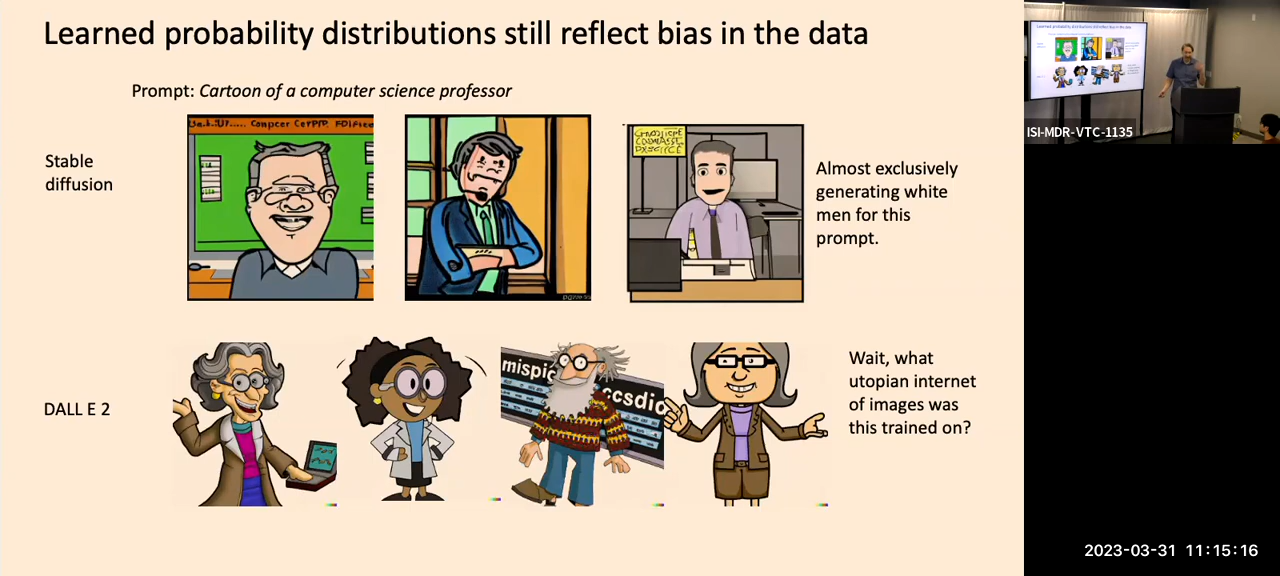 Learned probability distributions still reflect bias in the data
Prompt: Cartoon of a computer science professor
Stable
diffusion
Almost exclusively
generating white
men for this
prompt.
DALL E 2
mispic
ccsdic
Wait, what
utopian internet
of images was
this trained on?
ISI-MDR-VTC-1135
2023-03-31 11:15:16